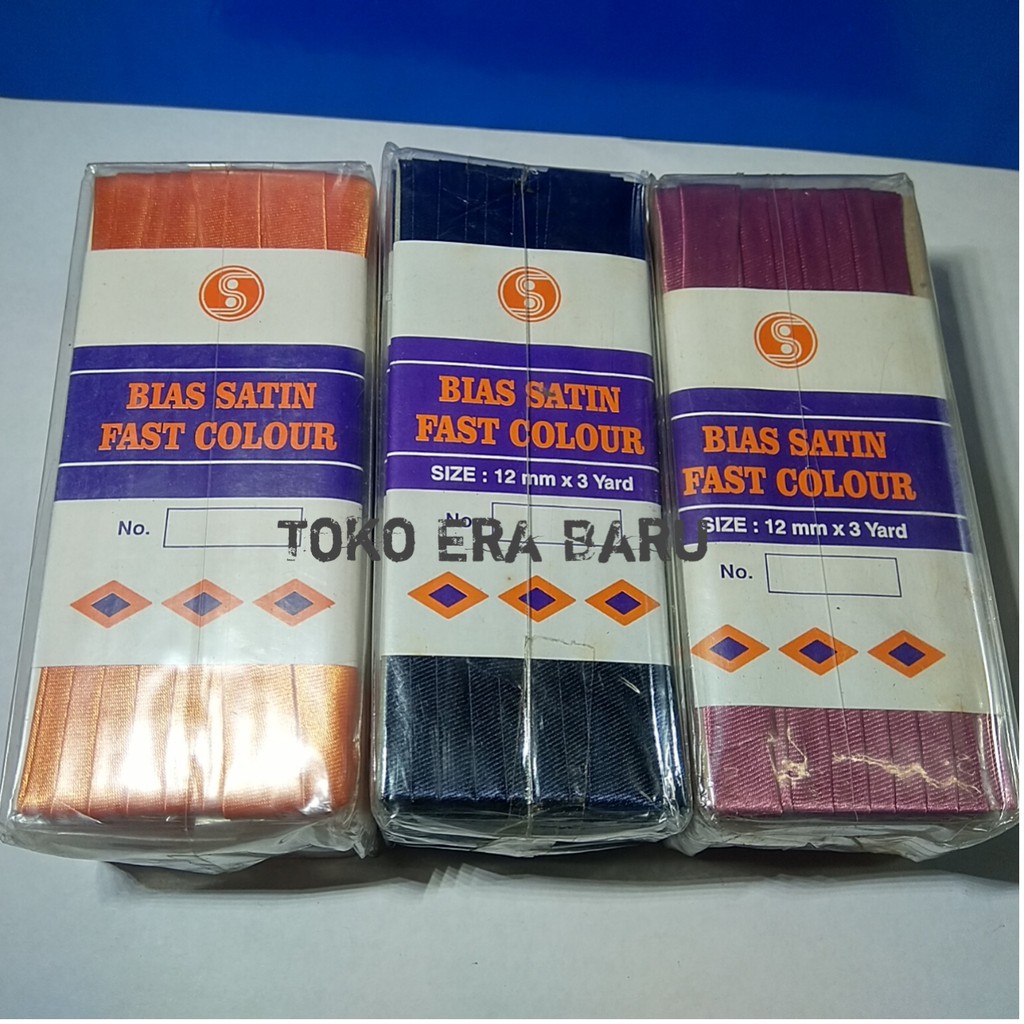 BIAS SATIN
FAST COLOUR
No.
BIAS SATIN
FAST COLOUR
SIZE : 12 mm x 3 Yard
No.
BIAS SATIN
FAST COLOUR
SIZE : 12 mm x 3 Yard
No.
TOKO ERA BARU